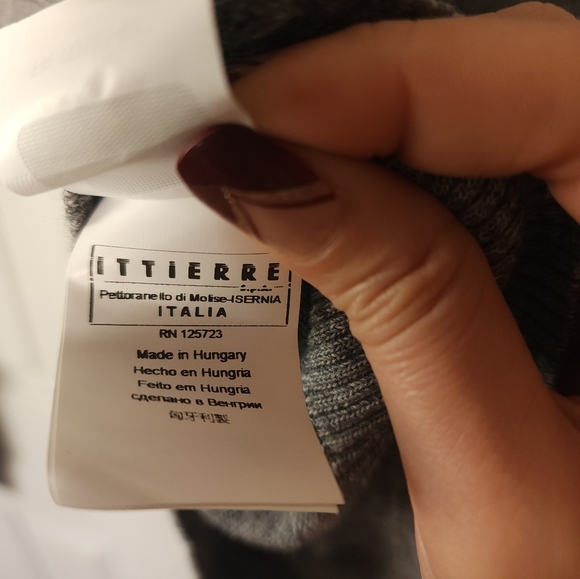 ITTIERRE
S.p.A.
Pettoranello di Molise-ISERNIA
ITALIA
RN 125723
Made in Hungary
Hecho en Hungria
Feito em Hungria
сделано в Венгрии
匈牙利製